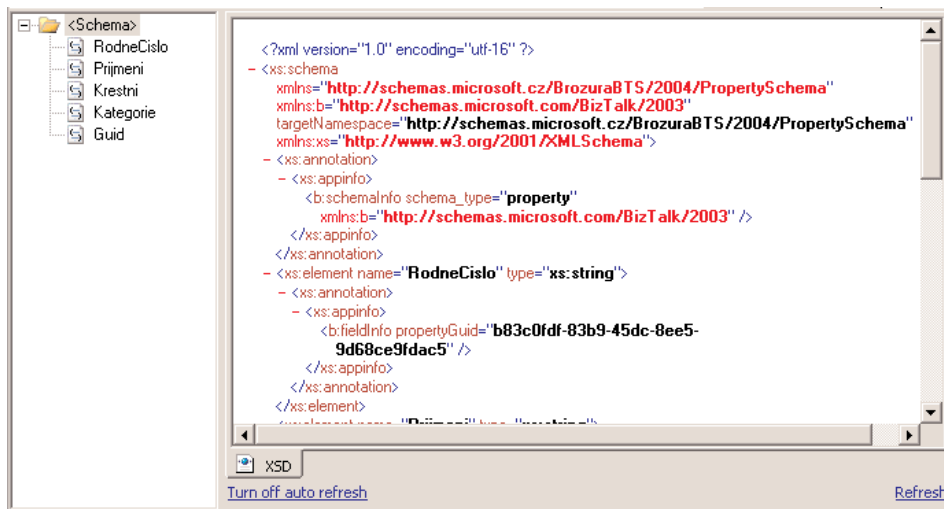 <Schema>
RodneCislo
Prijmeni
Krestni
Kategorie
Guid
<?xml version="1.0" encoding="utf-16" ?>
– <xs:schema
xmlns="http://schemas.microsoft.cz/BrozuraBTS/2004/PropertySchema"
xmlns:b="http://schemas.microsoft.com/BizTalk/2003"
targetNamespace="http://schemas.microsoft.cz/BrozuraBTS/2004/PropertySchema"
xmlns:xs="http://www.w3.org/2001/XMLSchema">
– <xs:annotation>
– <xs:appinfo>
<b:schemaInfo schema_type="property"
xmlns:b="http://schemas.microsoft.com/BizTalk/2003" />
</xs:appinfo>
</xs:annotation>
– <xs:element name="RodneCislo" type="xs:string">
– <xs:annotation>
– <xs:appinfo>
<b:fieldInfo propertyGuid="b83c0fdf-83b9-45dc-8ee5-
9d68ce9fdac5" />
</xs:appinfo>
</xs:annotation>
</xs:element>
XSD
Turn off auto refresh
Refresh